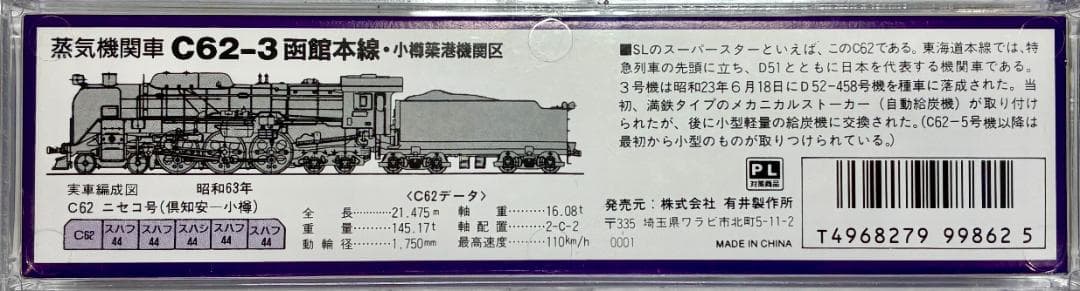 蒸気機関車 C62-3 函館本線・小樽築港機関区
実車編成図 昭和63年
C62 ニセコ号(倶知安―小樽)
C62 スハフ44 スハフ44 スハシ44 スハフ44 スハフ44
<C62データ>
全長……21.475m 軸重……16.08t
重量……145.17t 軸配置……2-C-2
動輪径……1.750mm 最高速度……110km/h
■SLのスーパースターといえば、このC62である。東海道本線では、特
急列車の先頭に立ち、D51とともに日本を代表する機関車である。
3号機は昭和23年6月18日にD52-458号機を種車に落成された。当
初、満鉄タイプのメカニカルストーカー(自動給炭機)が取り付け
られたが、後に小型軽量の給炭機に交換された。(C62-5号機以降は
最初から小型のものが取りつけられている。)
PL
対策商品
発売元:株式会社 有井製作所
〒335 埼玉県ワラビ市北町5-11-2
0001 MADE IN CHINA
T4968279 99862 5